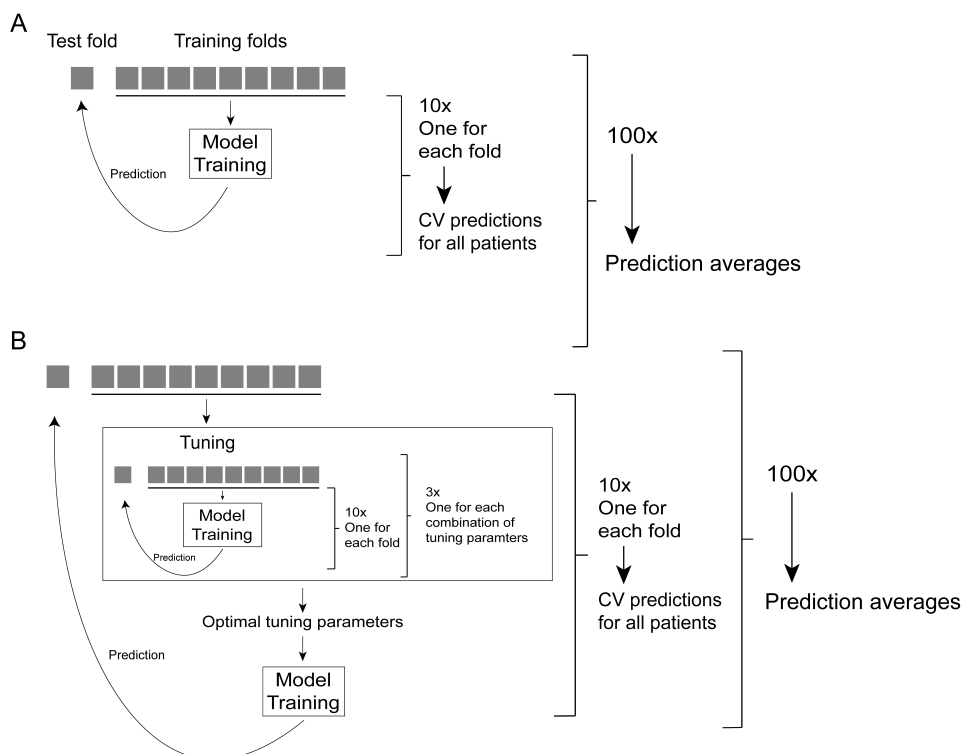 A
Test fold
Training folds
Model
Training
Prediction
10x
One for
each fold
CV predictions
for all patients
100x
Prediction averages
B
Tuning
Model
Training
Prediction
10x
One for
each fold
3x
One for each
combination of
tuning paramters
Optimal tuning parameters
Model
Training
Prediction
10x
One for
each fold
CV predictions
for all patients
100x
Prediction averages